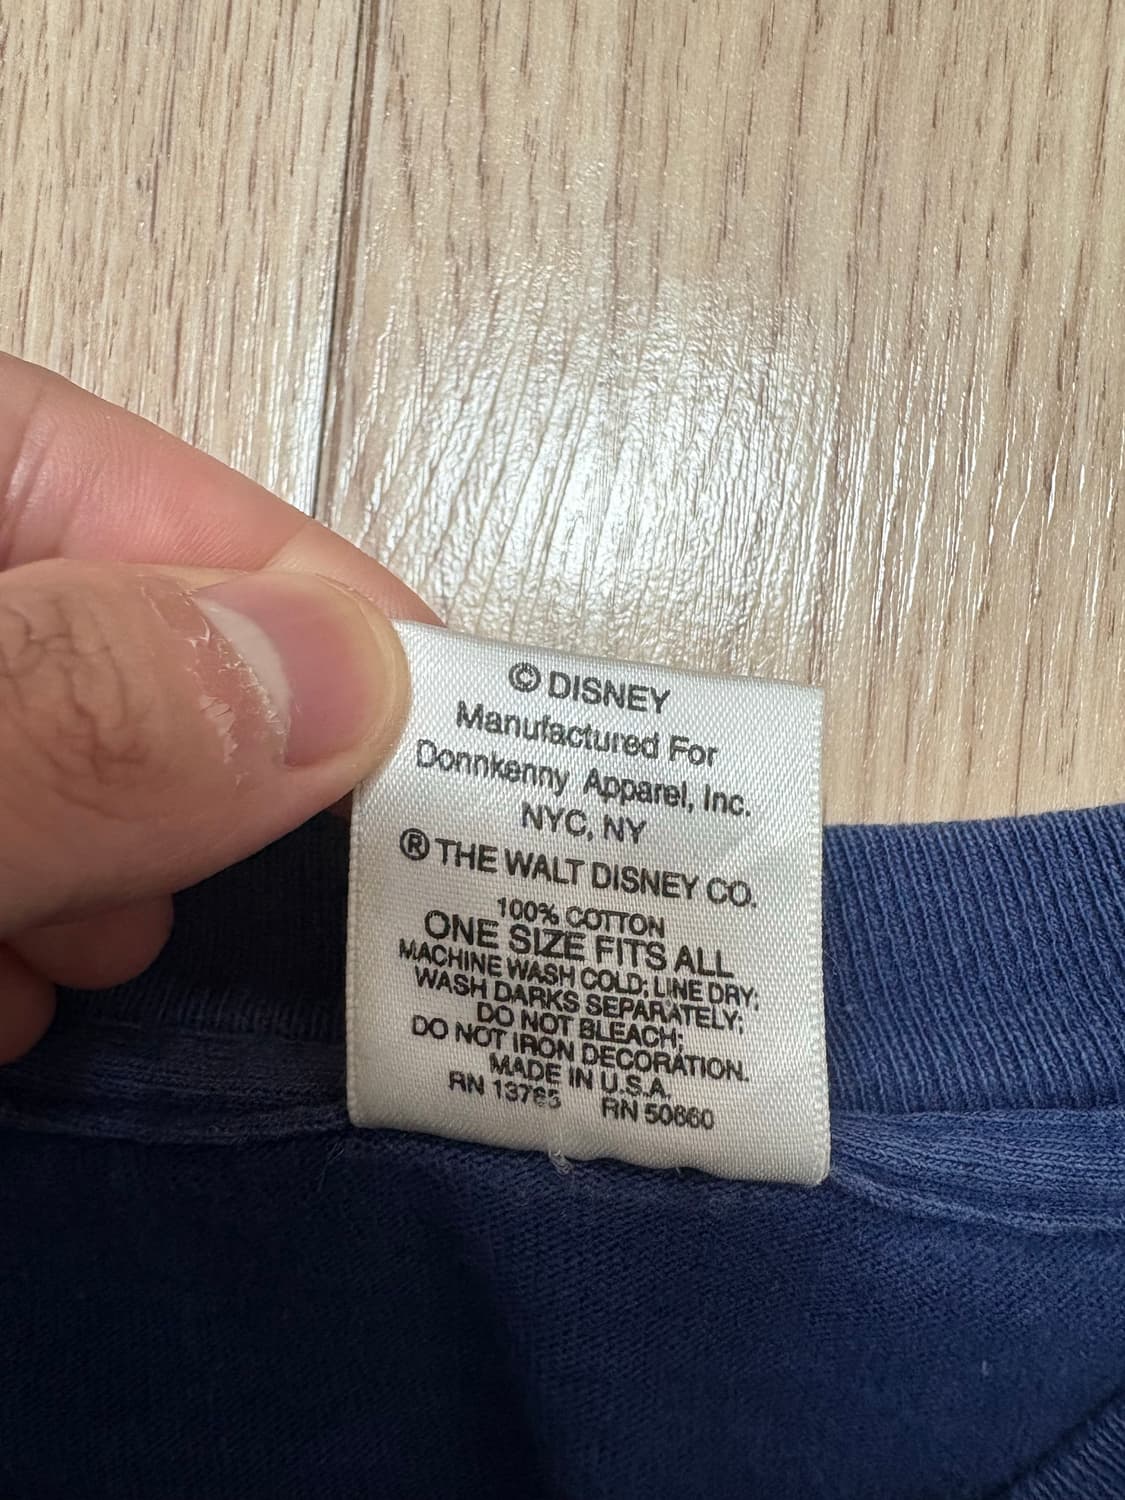 © DISNEY
Manufactured For
Donnkenny Apparel, Inc.
NYC, NY
® THE WALT DISNEY CO.
100% COTTON
ONE SIZE FITS ALL
MACHINE WASH COLD; LINE DRY;
WASH DARKS SEPARATELY;
DO NOT BLEACH;
DO NOT IRON DECORATION.
MADE IN U.S.A.
RN 13765 RN 50860